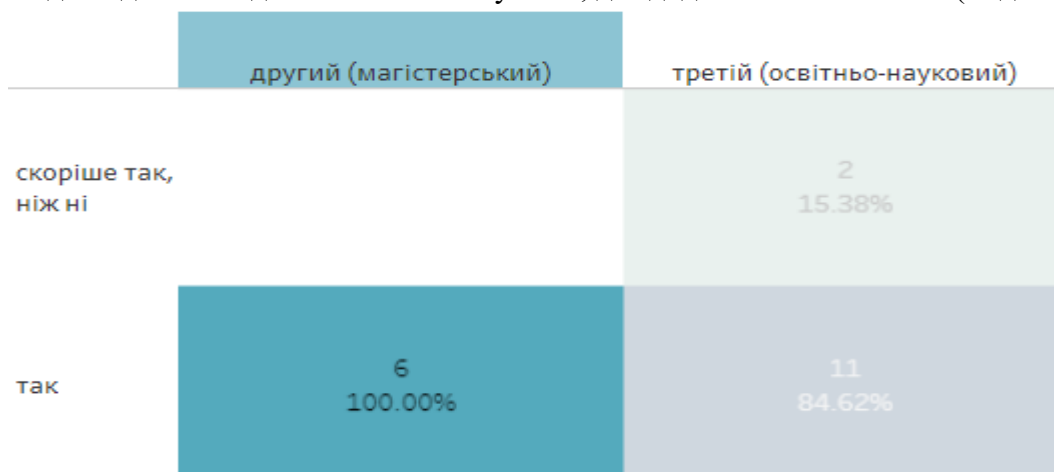 другий (магістерський) третій (освітньо-науковий)
скоріше так,
ніж ні
2
15.38%
так
6
100.00%
11
84.62%